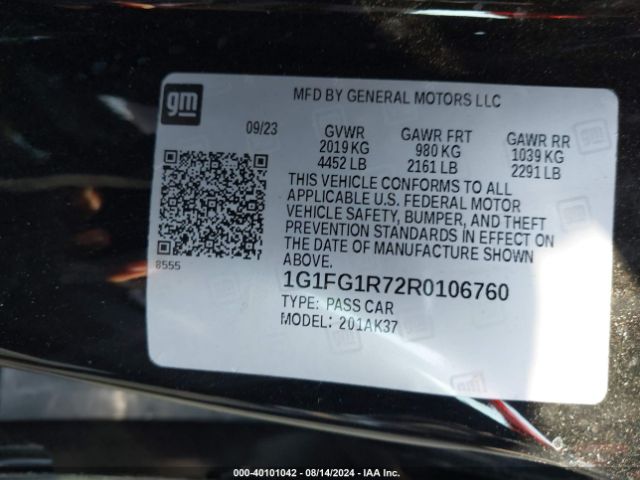 gm
MFD BY GENERAL MOTORS LLC
09/23 GVWR GAWR FRT GAWR RR
2019 KG 980 KG 1039 KG
4452 LB 2161 LB 2291 LB
THIS VEHICLE CONFORMS TO ALL
APPLICABLE U.S. FEDERAL MOTOR
VEHICLE SAFETY, BUMPER, AND THEFT
PREVENTION STANDARDS IN EFFECT ON
THE DATE OF MANUFACTURE SHOWN
ABOVE.
8555
1G1FG1R72R0106760
TYPE: PASS CAR
MODEL: 201AK37
000-40101042 - 08/14/2024 - IAA Inc.